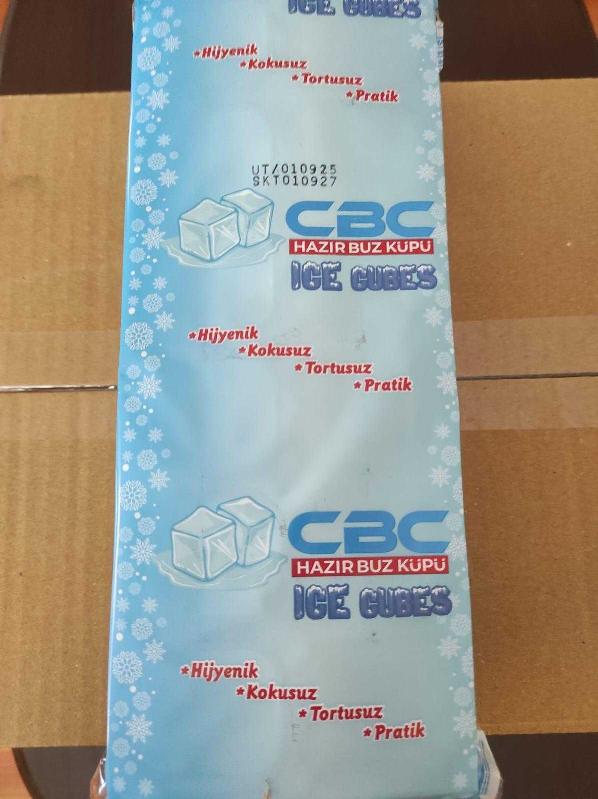 ICE CUBES
*Hijyenik
*Kokusuz
*Tortusuz
*Pratik
UT/010925
SKT010927
CBC
HAZIR BUZ KÜPÜ
ICE CUBES
*Hijyenik
*Kokusuz
*Tortusuz
*Pratik
CBC
HAZIR BUZ KÜPÜ
ICE CUBES
*Hijyenik
*Kokusuz
*Tortusuz
*Pratik